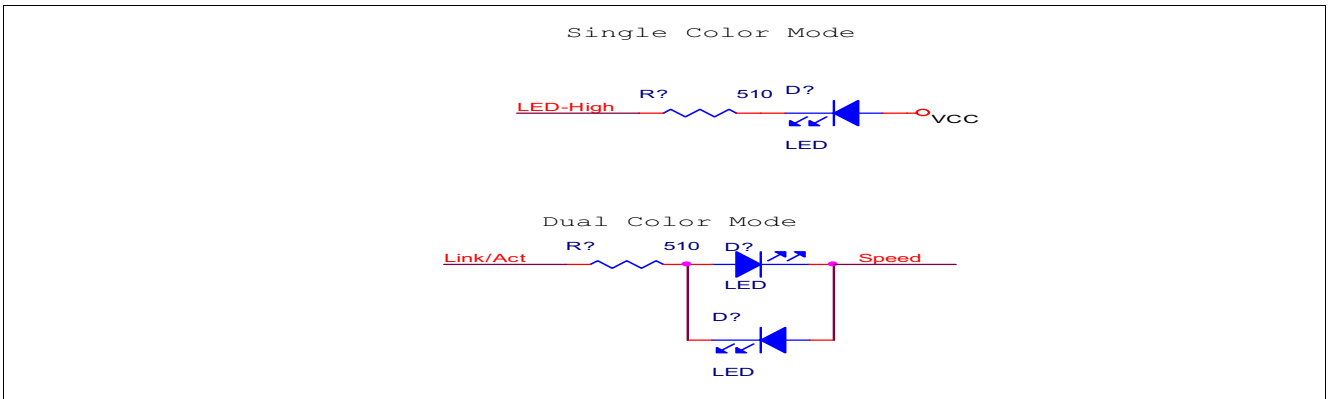 Single Color Mode
R? 510 D?
LED-High
VCC
LED
Dual Color Mode
R? 510 D?
Link/Act Speed
LED
D?
LED